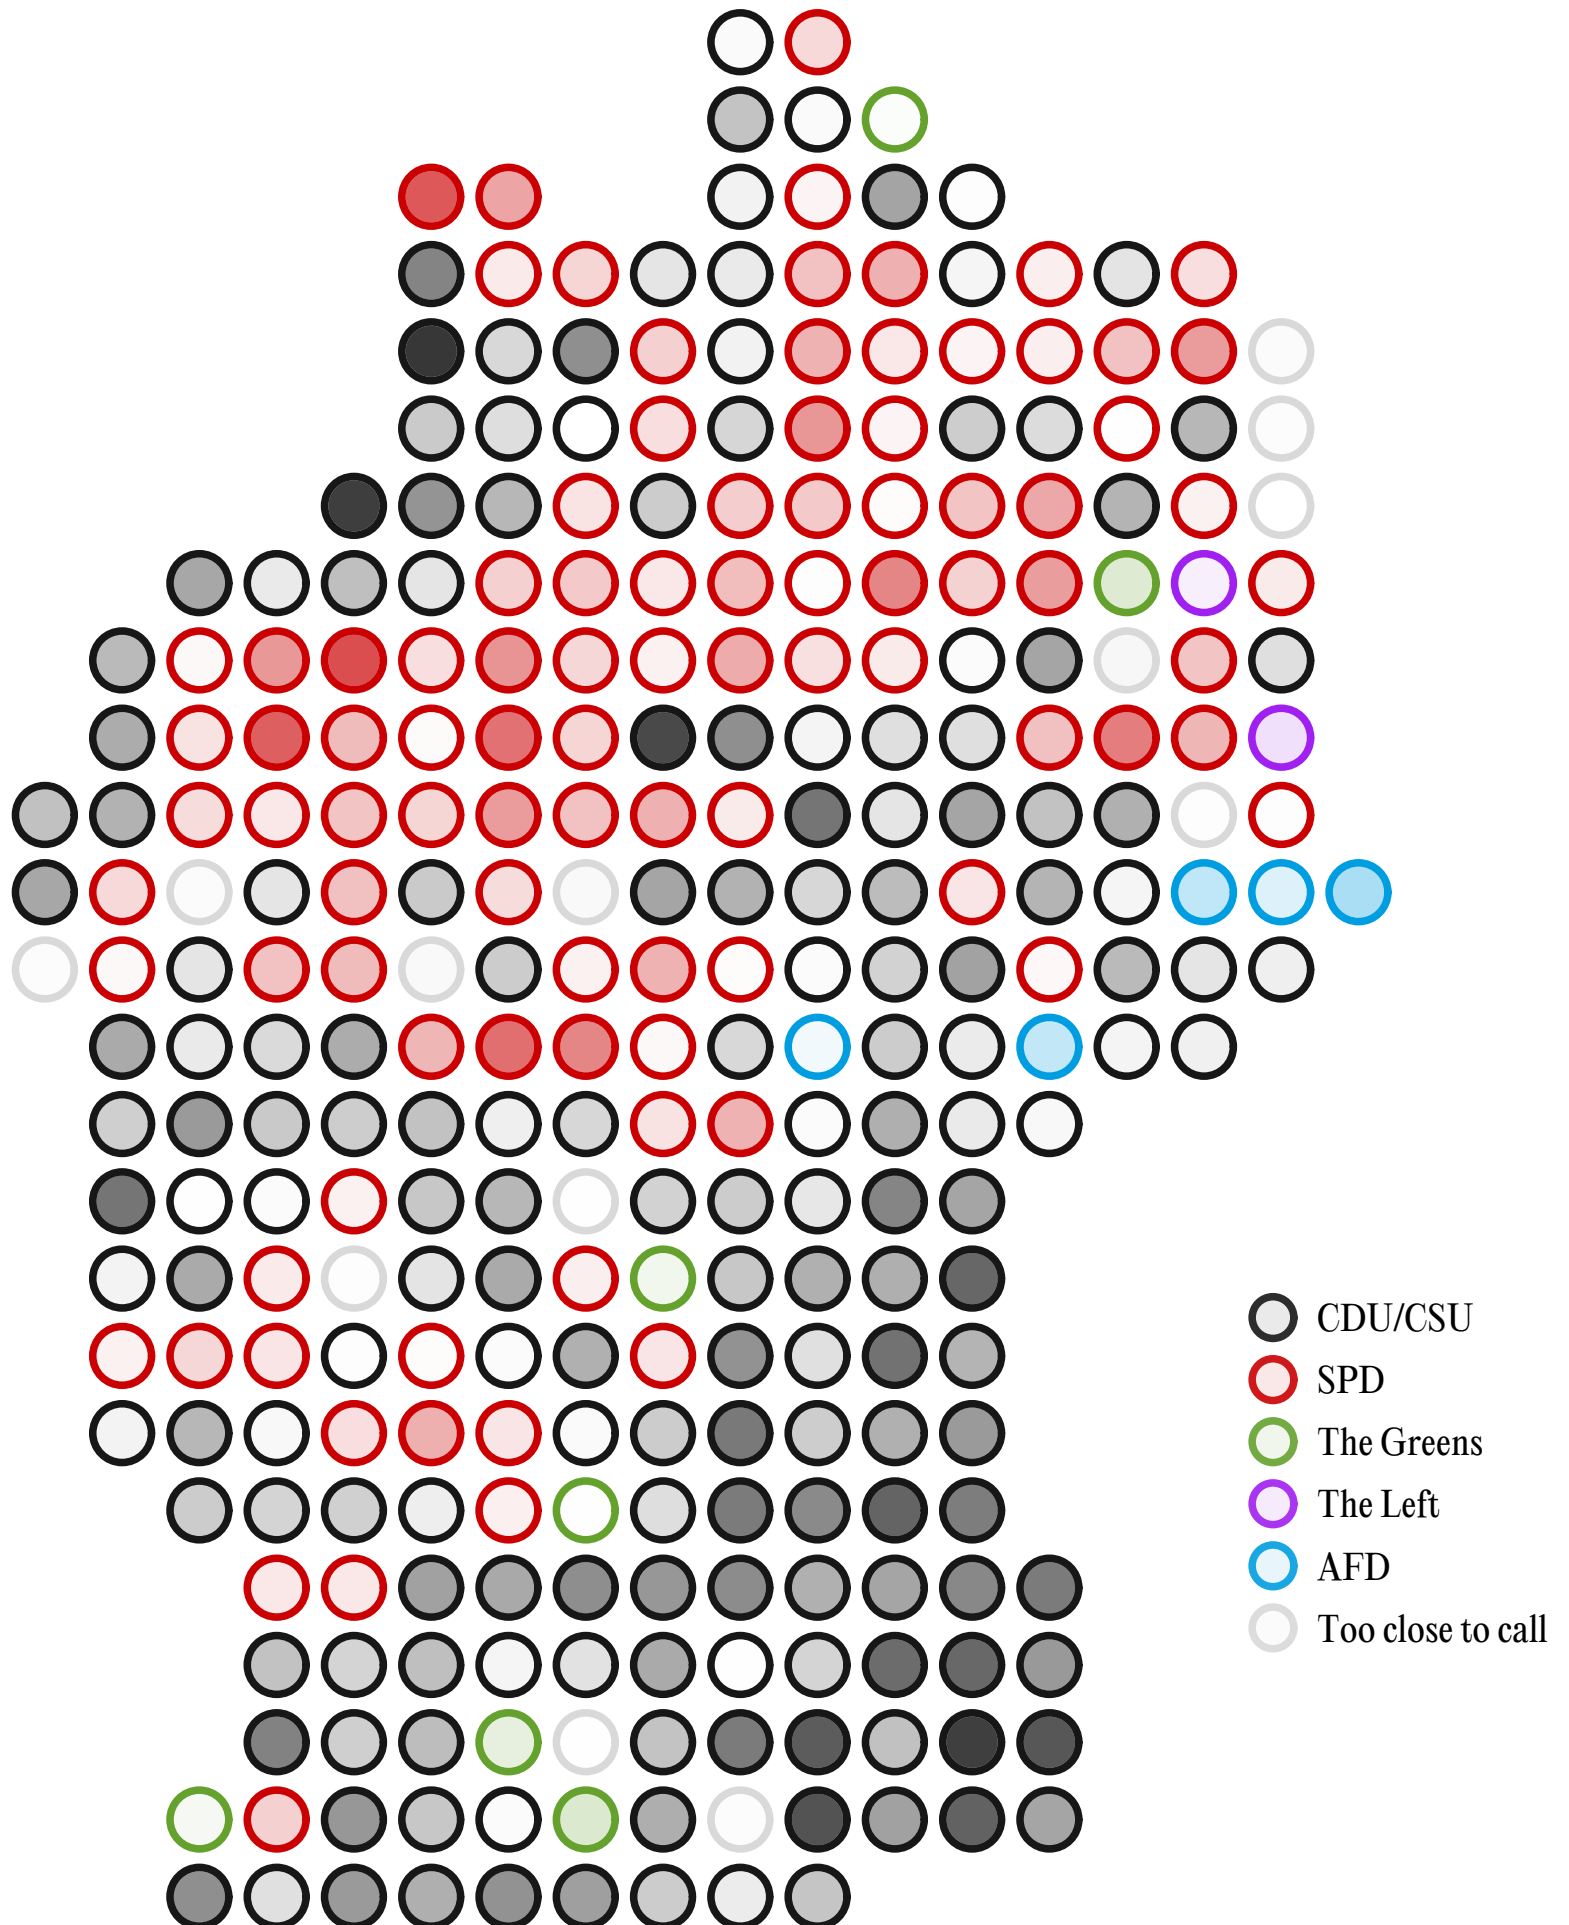 CDU/CSU
SPD
The Greens
The Left
AFD
Too close to call